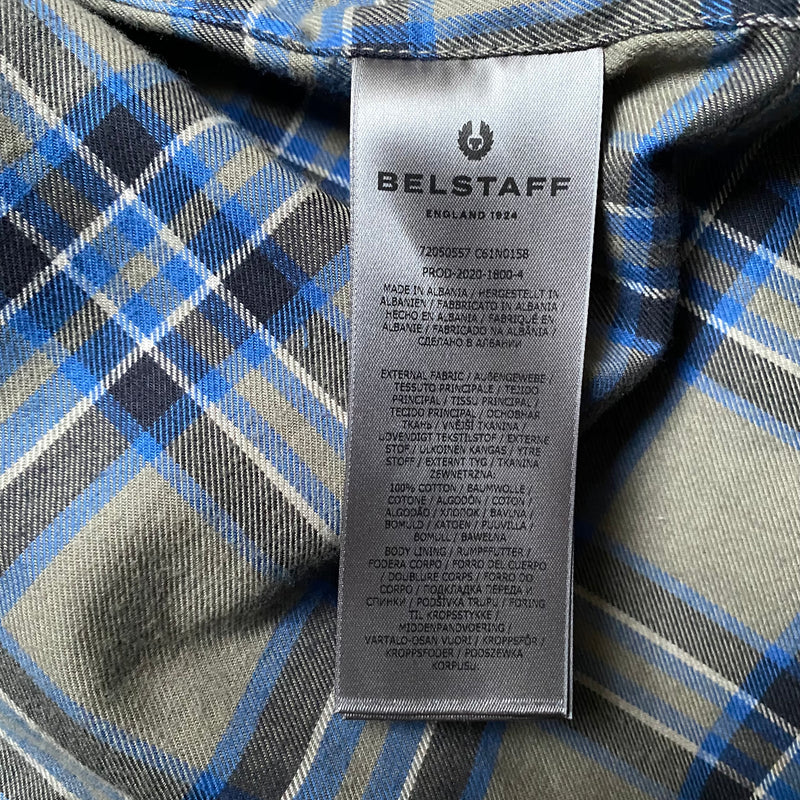 BELSTAFF
ENGLAND 1924
72050557 C61N0158
PROD-2020-1800-4
MADE IN ALBANIA / HERGESTELLT IN
ALBANIEN / FABBRICATO IN ALBANIA
HECHO EN ALBANIA / FABRIQUÉ EN
ALBANIE / FABRICADO NA ALBÂNIA /
СДЕЛАНО В АЛБАНИИ
EXTERNAL FABRIC / AUßENGEWEBE /
TESSUTO PRINCIPALE / TEJIDO
PRINCIPAL / TISSU PRINCIPAL /
TECIDO PRINCIPAL / ОСНОВНАЯ
ТКАНЬ / VNĚJŠÍ TKANINA /
UDVENDIGT TEKSTILSTOF / EXTERNE
STOF / ULKOINEN KANGAS / YTRE
STOFF / EXTERNT TYG / TKANINA
ZEWNĘTRZNA.
100% COTTON / BAUMWOLLE /
COTONE / ALGODÓN / COTON /
ALGODÃO / ХЛОПОК / BAVLNA /
BOMULD / KATOEN / PUUVILLA /
BOMULL / BAWEŁNA
BODY LINING / RUMPFFUTTER /
FODERA CORPO / FORRO DEL CUERPO
/ DOUBLURE CORPS / FORRO DO
CORPO / ПОДКЛАДКА ПЕРЕДА И
СПИНКИ / PODŠÍVKA TRUPU / FORING
TIL KROPSSTYKKE /
MIDDENPANDVOERING /
VARTALO-OSAN VUORI / KROPPSFÔR /
KROPPSFODER / PODSZEWKA
KORPUSU.